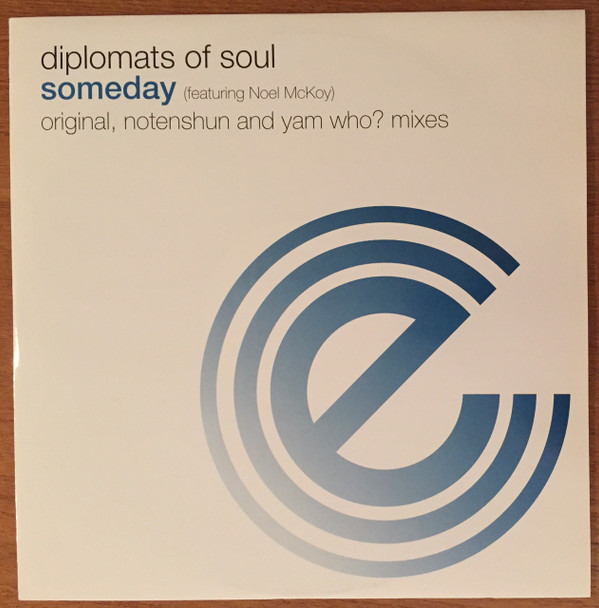 diplomats of soul
someday (featuring Noel McKoy)
original, notenshun and yam who? mixes
e